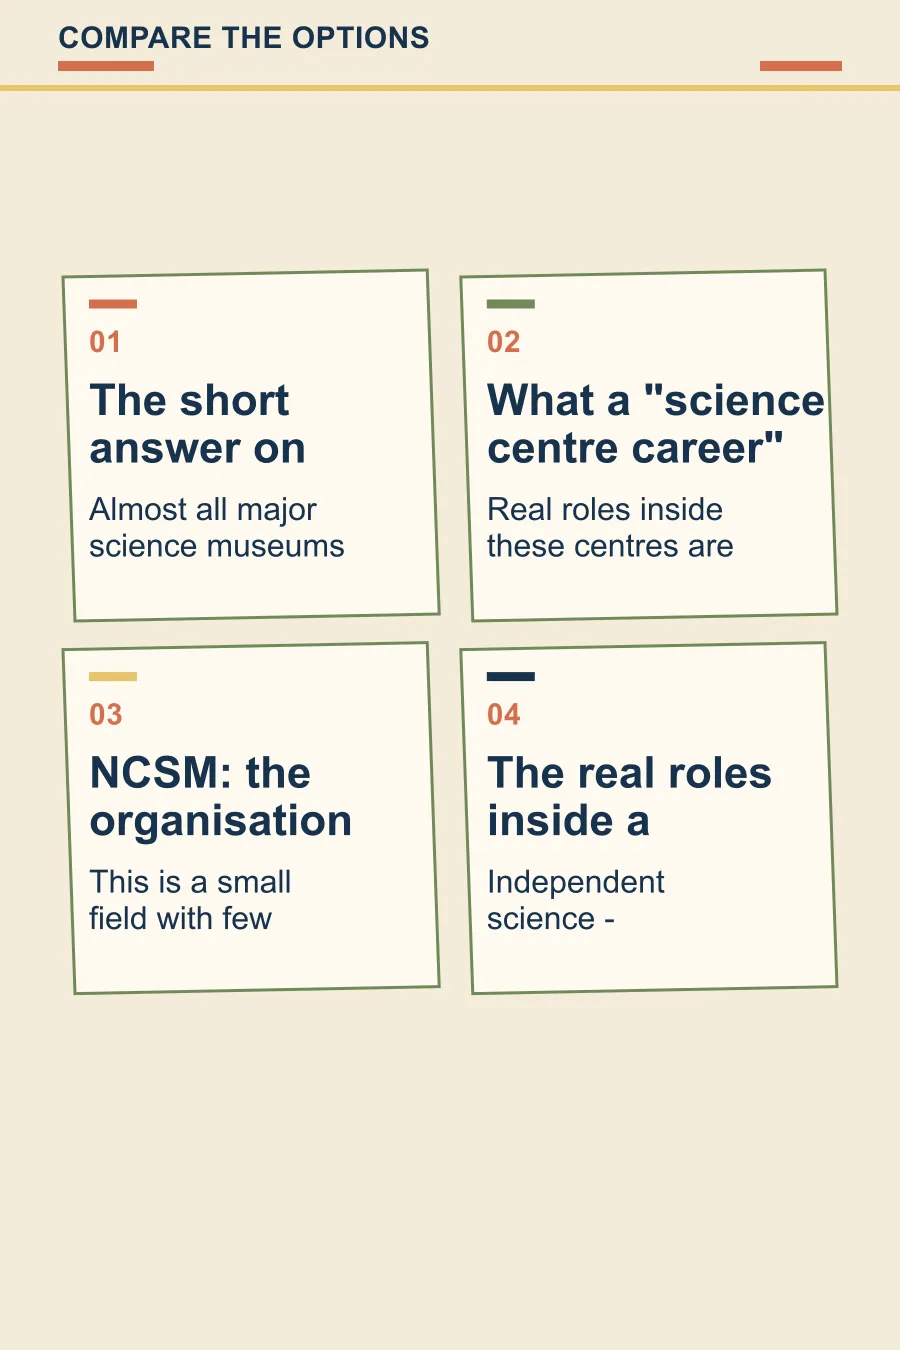 COMPARE THE OPTIONS
01
The short
answer on
Almost all major
science museums
02
What a "science
centre career"
Real roles inside
these centres are
03
NCSM: the
organisation
This is a small
field with few
04
The real roles
inside a
Independent
science -